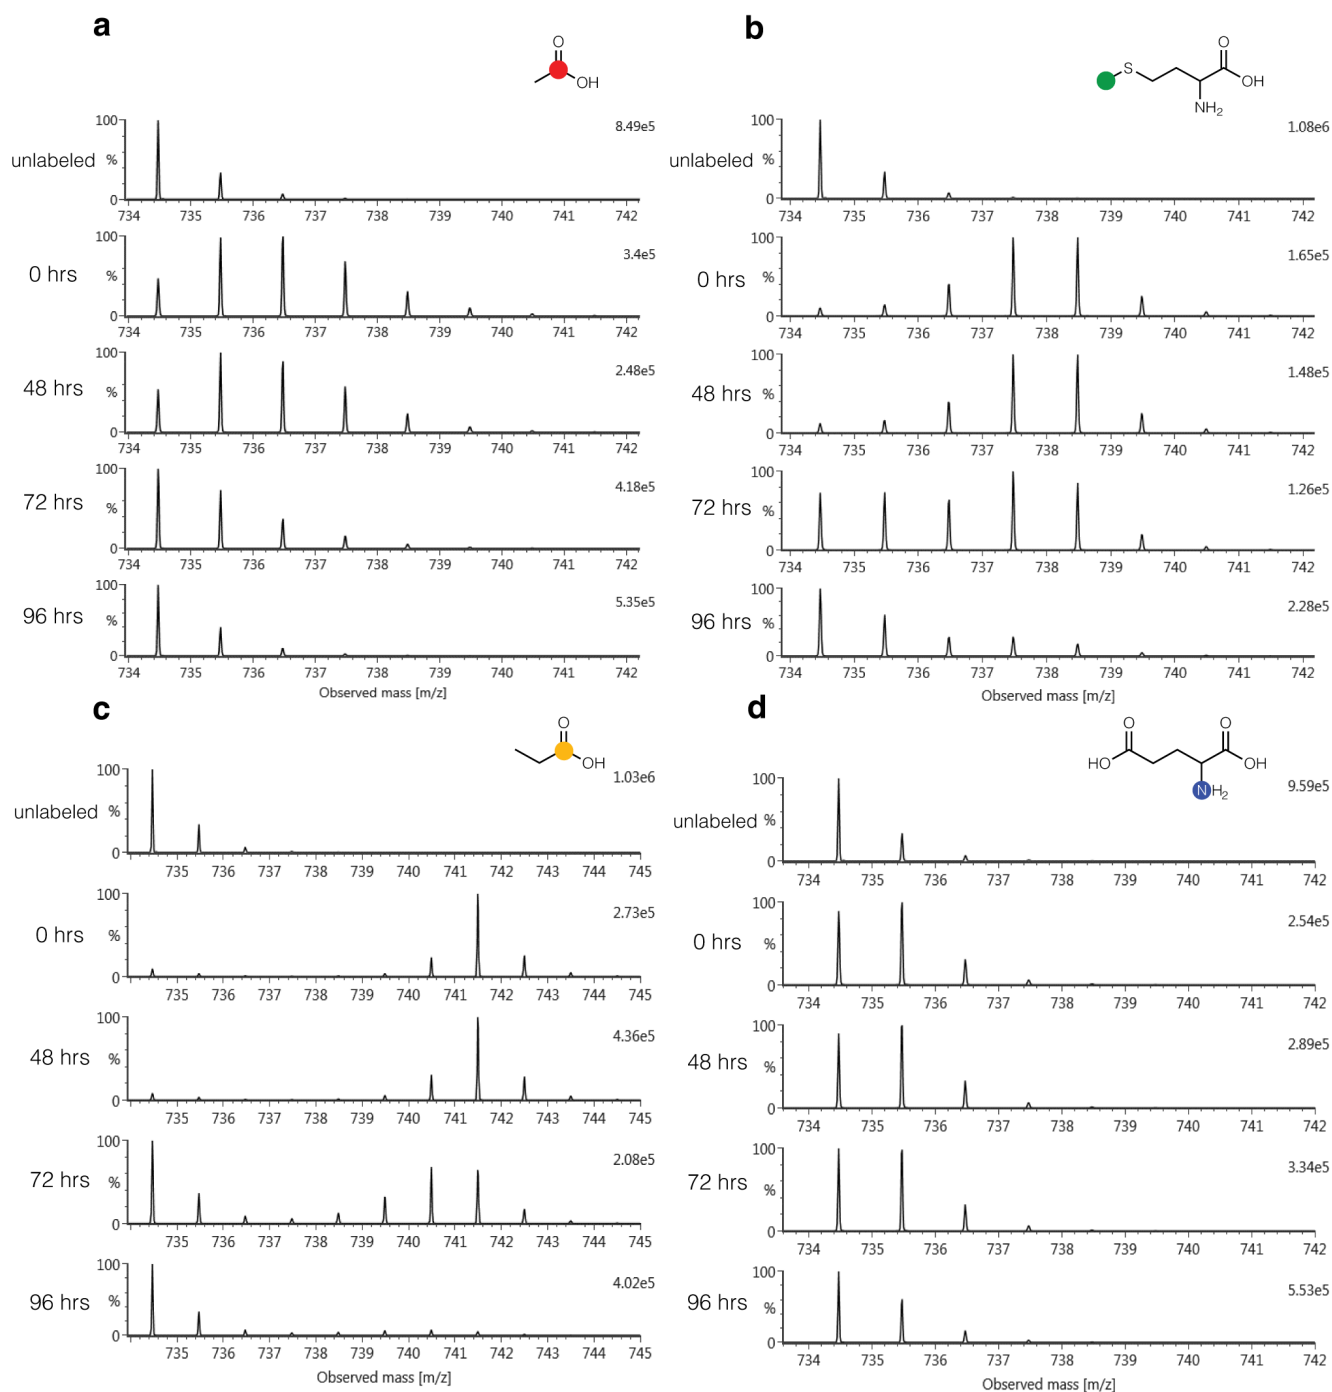 a
O
OH
unlabeled
%
100
0
8.49e5
734 735 736 737 738 739 740 741 742
0 hrs
%
100
0
3.4e5
734 735 736 737 738 739 740 741 742
48 hrs
%
100
0
2.48e5
734 735 736 737 738 739 740 741 742
72 hrs
%
100
0
4.18e5
734 735 736 737 738 739 740 741 742
96 hrs
%
100
0
5.35e5
734 735 736 737 738 739 740 741 742
Observed mass [m/z]
b
S
O
OH
NH2
unlabeled
%
100
0
1.08e6
734 735 736 737 738 739 740 741 742
0 hrs
%
100
0
1.65e5
734 735 736 737 738 739 740 741 742
48 hrs
%
100
0
1.48e5
734 735 736 737 738 739 740 741 742
72 hrs
%
100
0
1.26e5
734 735 736 737 738 739 740 741 742
96 hrs
%
100
0
2.28e5
734 735 736 737 738 739 740 741 742
Observed mass [m/z]
c
O
OH
unlabeled
%
100
0
1.03e6
735 736 737 738 739 740 741 742 743 744 745
0 hrs
%
100
0
2.73e5
735 736 737 738 739 740 741 742 743 744 745
48 hrs
%
100
0
4.36e5
735 736 737 738 739 740 741 742 743 744 745
72 hrs
%
100
0
2.08e5
735 736 737 738 739 740 741 742 743 744 745
96 hrs
%
100
0
4.02e5
735 736 737 738 739 740 741 742 743 744 745
Observed mass [m/z]
d
O O
HO OH
NH2
unlabeled
%
100
0
9.59e5
734 735 736 737 738 739 740 741 742
0 hrs
%
100
0
2.54e5
734 735 736 737 738 739 740 741 742
48 hrs
%
100
0
2.89e5
734 735 736 737 738 739 740 741 742
72 hrs
%
100
0
3.34e5
734 735 736 737 738 739 740 741 742
96 hrs
%
100
0
5.53e5
734 735 736 737 738 739 740 741 742
Observed mass [m/z]